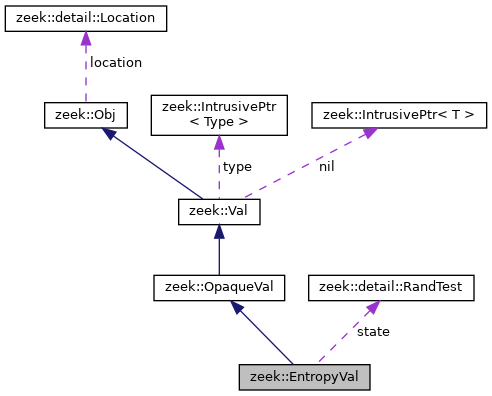 zeek::detail::Location
location
zeek::Obj
zeek::IntrusivePtr
< Type >
zeek::IntrusivePtr< T >
type
nil
zeek::Val
zeek::OpaqueVal
zeek::detail::RandTest
state
zeek::EntropyVal